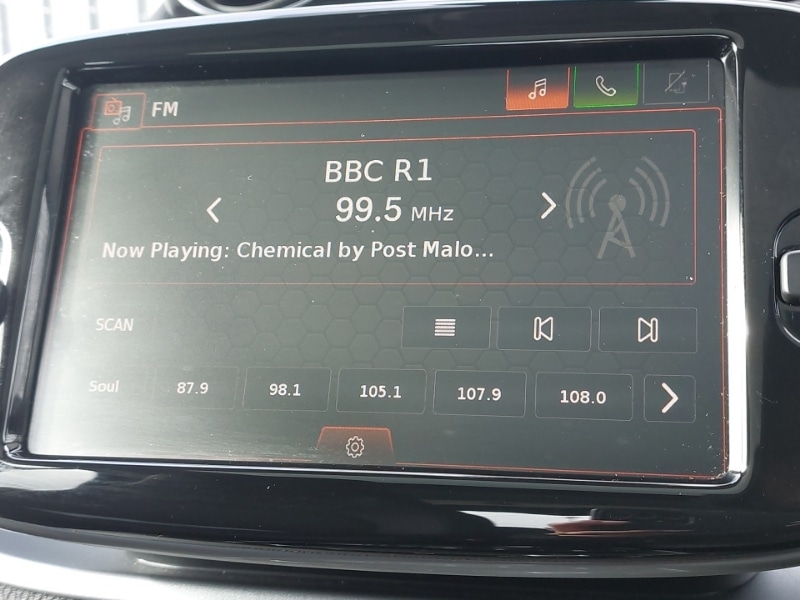 FM
BBC R1
99.5 MHz
Now Playing: Chemical by Post Malo...
SCAN
Soul 87.9 98.1 105.1 107.9 108.0